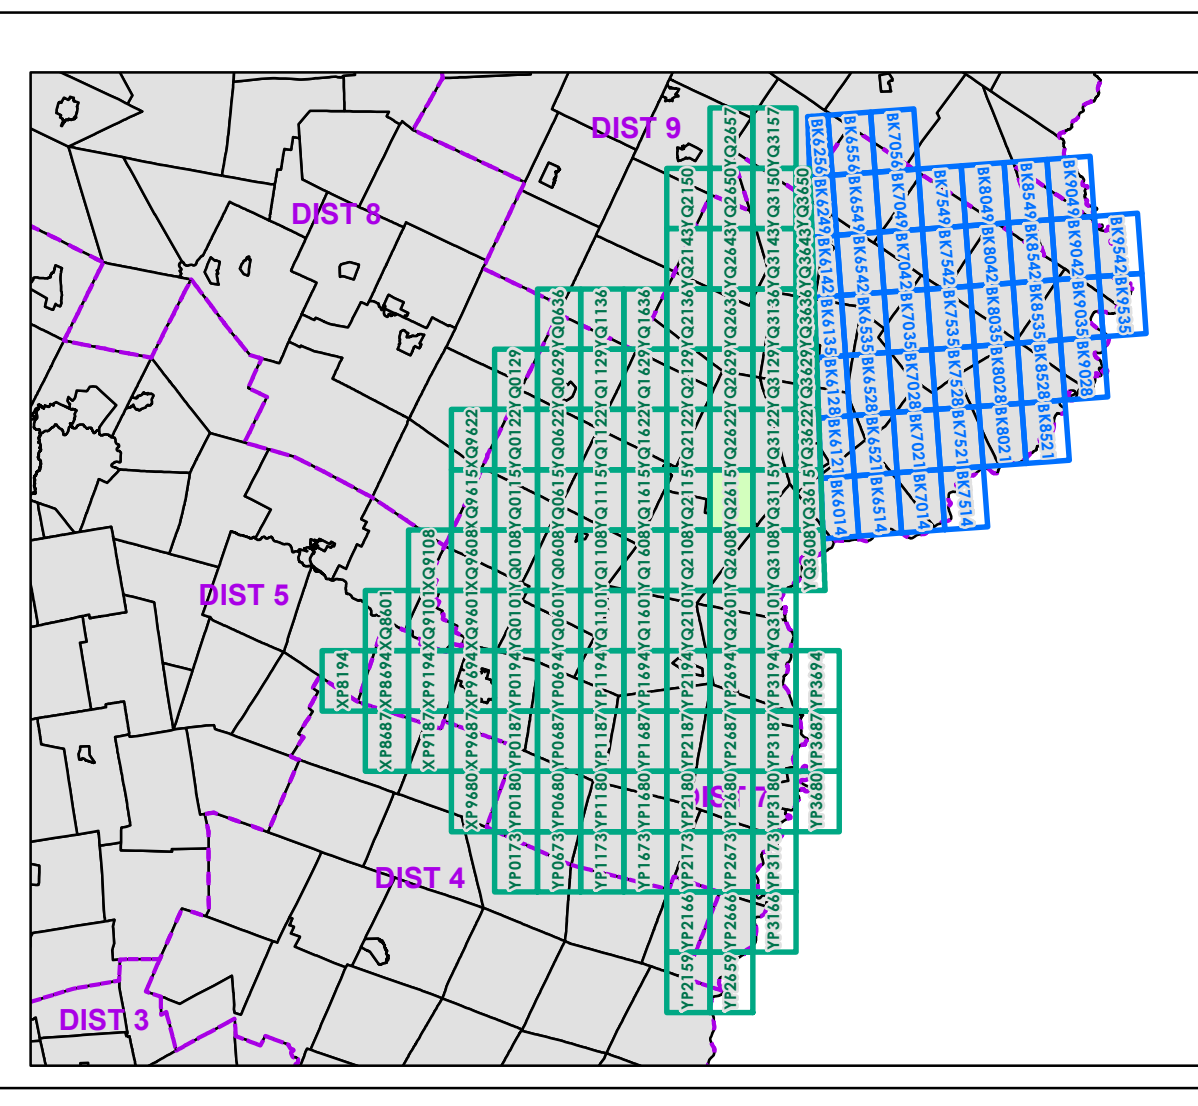 DIST 9
DIST 8
DIST 5
DIST 4
DIST 3
DIST 7
YQ2657 YQ3157
YQ2150 YQ2650 YQ3150 YQ3650
YQ2143 YQ2643 YQ3143 YQ3643
YQ0636 YQ1136 YQ1636 YQ2136 YQ2636 YQ3136 YQ3636
YQ0129 YQ0629 YQ1129 YQ1629 YQ2129 YQ2629 YQ3129 YQ3629
XQ9622 YQ0122 YQ0622 YQ1122 YQ1622 YQ2122 YQ2622 YQ3122 YQ3622
XQ9615 YQ0115 YQ0615 YQ1115 YQ1615 YQ2115 YQ2615 YQ3115 YQ3615
XQ9108 XQ9608 YQ0108 YQ0608 YQ1108 YQ1608 YQ2108 YQ2608 YQ3108 YQ3608
XQ8601 XQ9101 XQ9601 YQ0101 YQ0601 YQ1101 YQ1601 YQ2101 YQ2601 YQ3101
XP8194 XP8694 XP9194 XP9694 YP0194 YP0694 YP1194 YP1694 YP2194 YP2694 YP3194 YP3694
XP8687 XP9187 XP9687 YP0187 YP0687 YP1187 YP1687 YP2187 YP2687 YP3187 YP3687
XP9680 YP0180 YP0680 YP1180 YP1680 YP2180 YP2680 YP3180 YP3680
YP0173 YP0673 YP1173 YP1673 YP2173 YP2673 YP3173
YP2166 YP2666 YP3166
YP2159 YP2659
BK6256 BK6556 BK7056
BK6249 BK6549 BK7049 BK7549 BK8049 BK8549 BK9049
BK6142 BK6542 BK7042 BK7542 BK8042 BK8542 BK9042 BK9542
BK6135 BK6535 BK7035 BK7535 BK8035 BK8535 BK9035 BK9535
BK6128 BK6528 BK7028 BK7528 BK8028 BK8528 BK9028
BK6121 BK6521 BK7021 BK7521 BK8021 BK8521
BK6014 BK6514 BK7014 BK7514